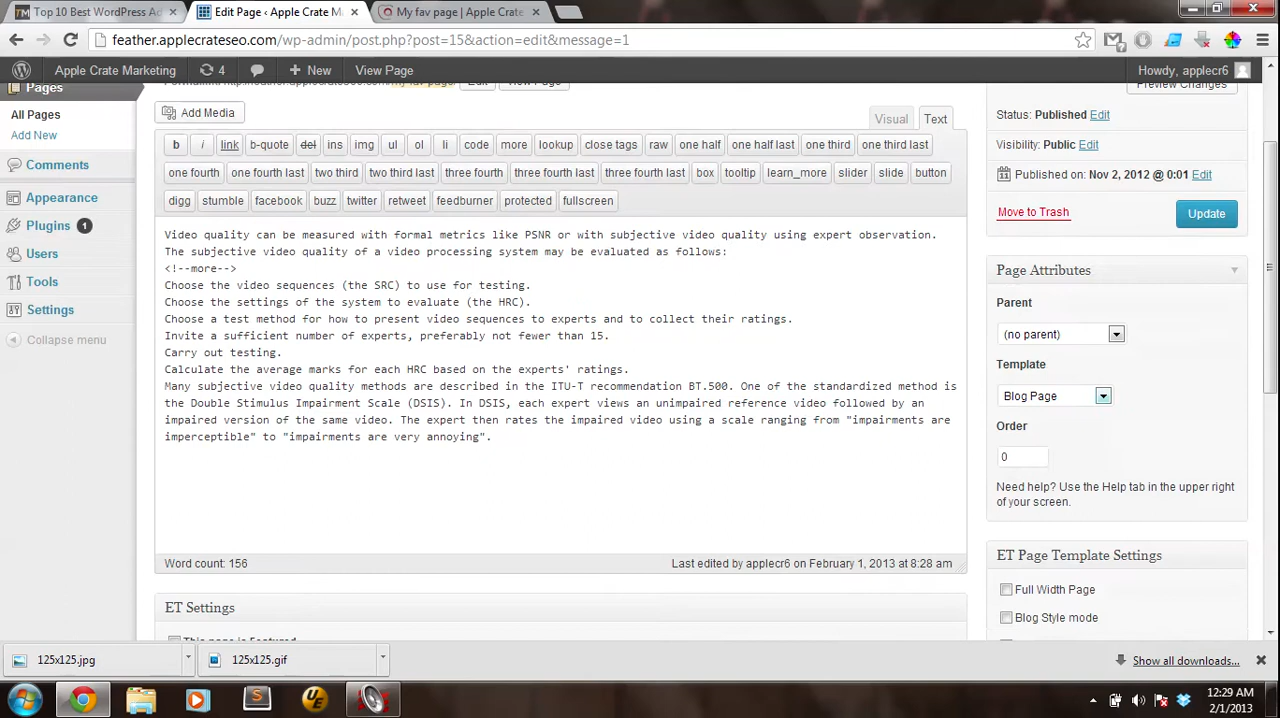 Top 10 Best WordPress Ad
Edit Page ‹ Apple Crate Ma
My fav page | Apple Crate
feather.applecrateseo.com/wp-admin/post.php?post=15&action=edit&message=1
Apple Crate Marketing
4
New
View Page
Howdy, applecr6
Pages
All Pages
Add New
Comments
Appearance
Plugins 1
Users
Tools
Settings
Collapse menu
Add Media
Visual
Text
b
i
link
b-quote
del
ins
img
ul
ol
li
code
more
lookup
close tags
raw
one half
one half last
one third
one third last
one fourth
one fourth last
two third
two third last
three fourth
three fourth last
three fourth last
box
tooltip
learn_more
slider
slide
button
digg
stumble
facebook
buzz
twitter
retweet
feedburner
protected
fullscreen
Video quality can be measured with formal metrics like PSNR or with subjective video quality using expert observation.
The subjective video quality of a video processing system may be evaluated as follows:
<!--more-->
Choose the video sequences (the SRC) to use for testing.
Choose the settings of the system to evaluate (the HRC).
Choose a test method for how to present video sequences to experts and to collect their ratings.
Invite a sufficient number of experts, preferably not fewer than 15.
Carry out testing.
Calculate the average marks for each HRC based on the experts' ratings.
Many subjective video quality methods are described in the ITU-T recommendation BT.500. One of the standardized method is
the Double Stimulus Impairment Scale (DSIS). In DSIS, each expert views an unimpaired reference video followed by an
impaired version of the same video. The expert then rates the impaired video using a scale ranging from "impairments are
imperceptible" to "impairments are very annoying".
Word count: 156
Last edited by applecr6 on February 1, 2013 at 8:28 am
ET Settings
This page is Featured
Preview Changes
Status: Published Edit
Visibility: Public Edit
Published on: Nov 2, 2012 @ 0:01 Edit
Move to Trash
Update
Page Attributes
Parent
(no parent)
Template
Blog Page
Order
0
Need help? Use the Help tab in the upper right
of your screen.
ET Page Template Settings
Full Width Page
Blog Style mode
125x125.jpg
125x125.gif
Show all downloads...
12:29 AM
2/1/2013